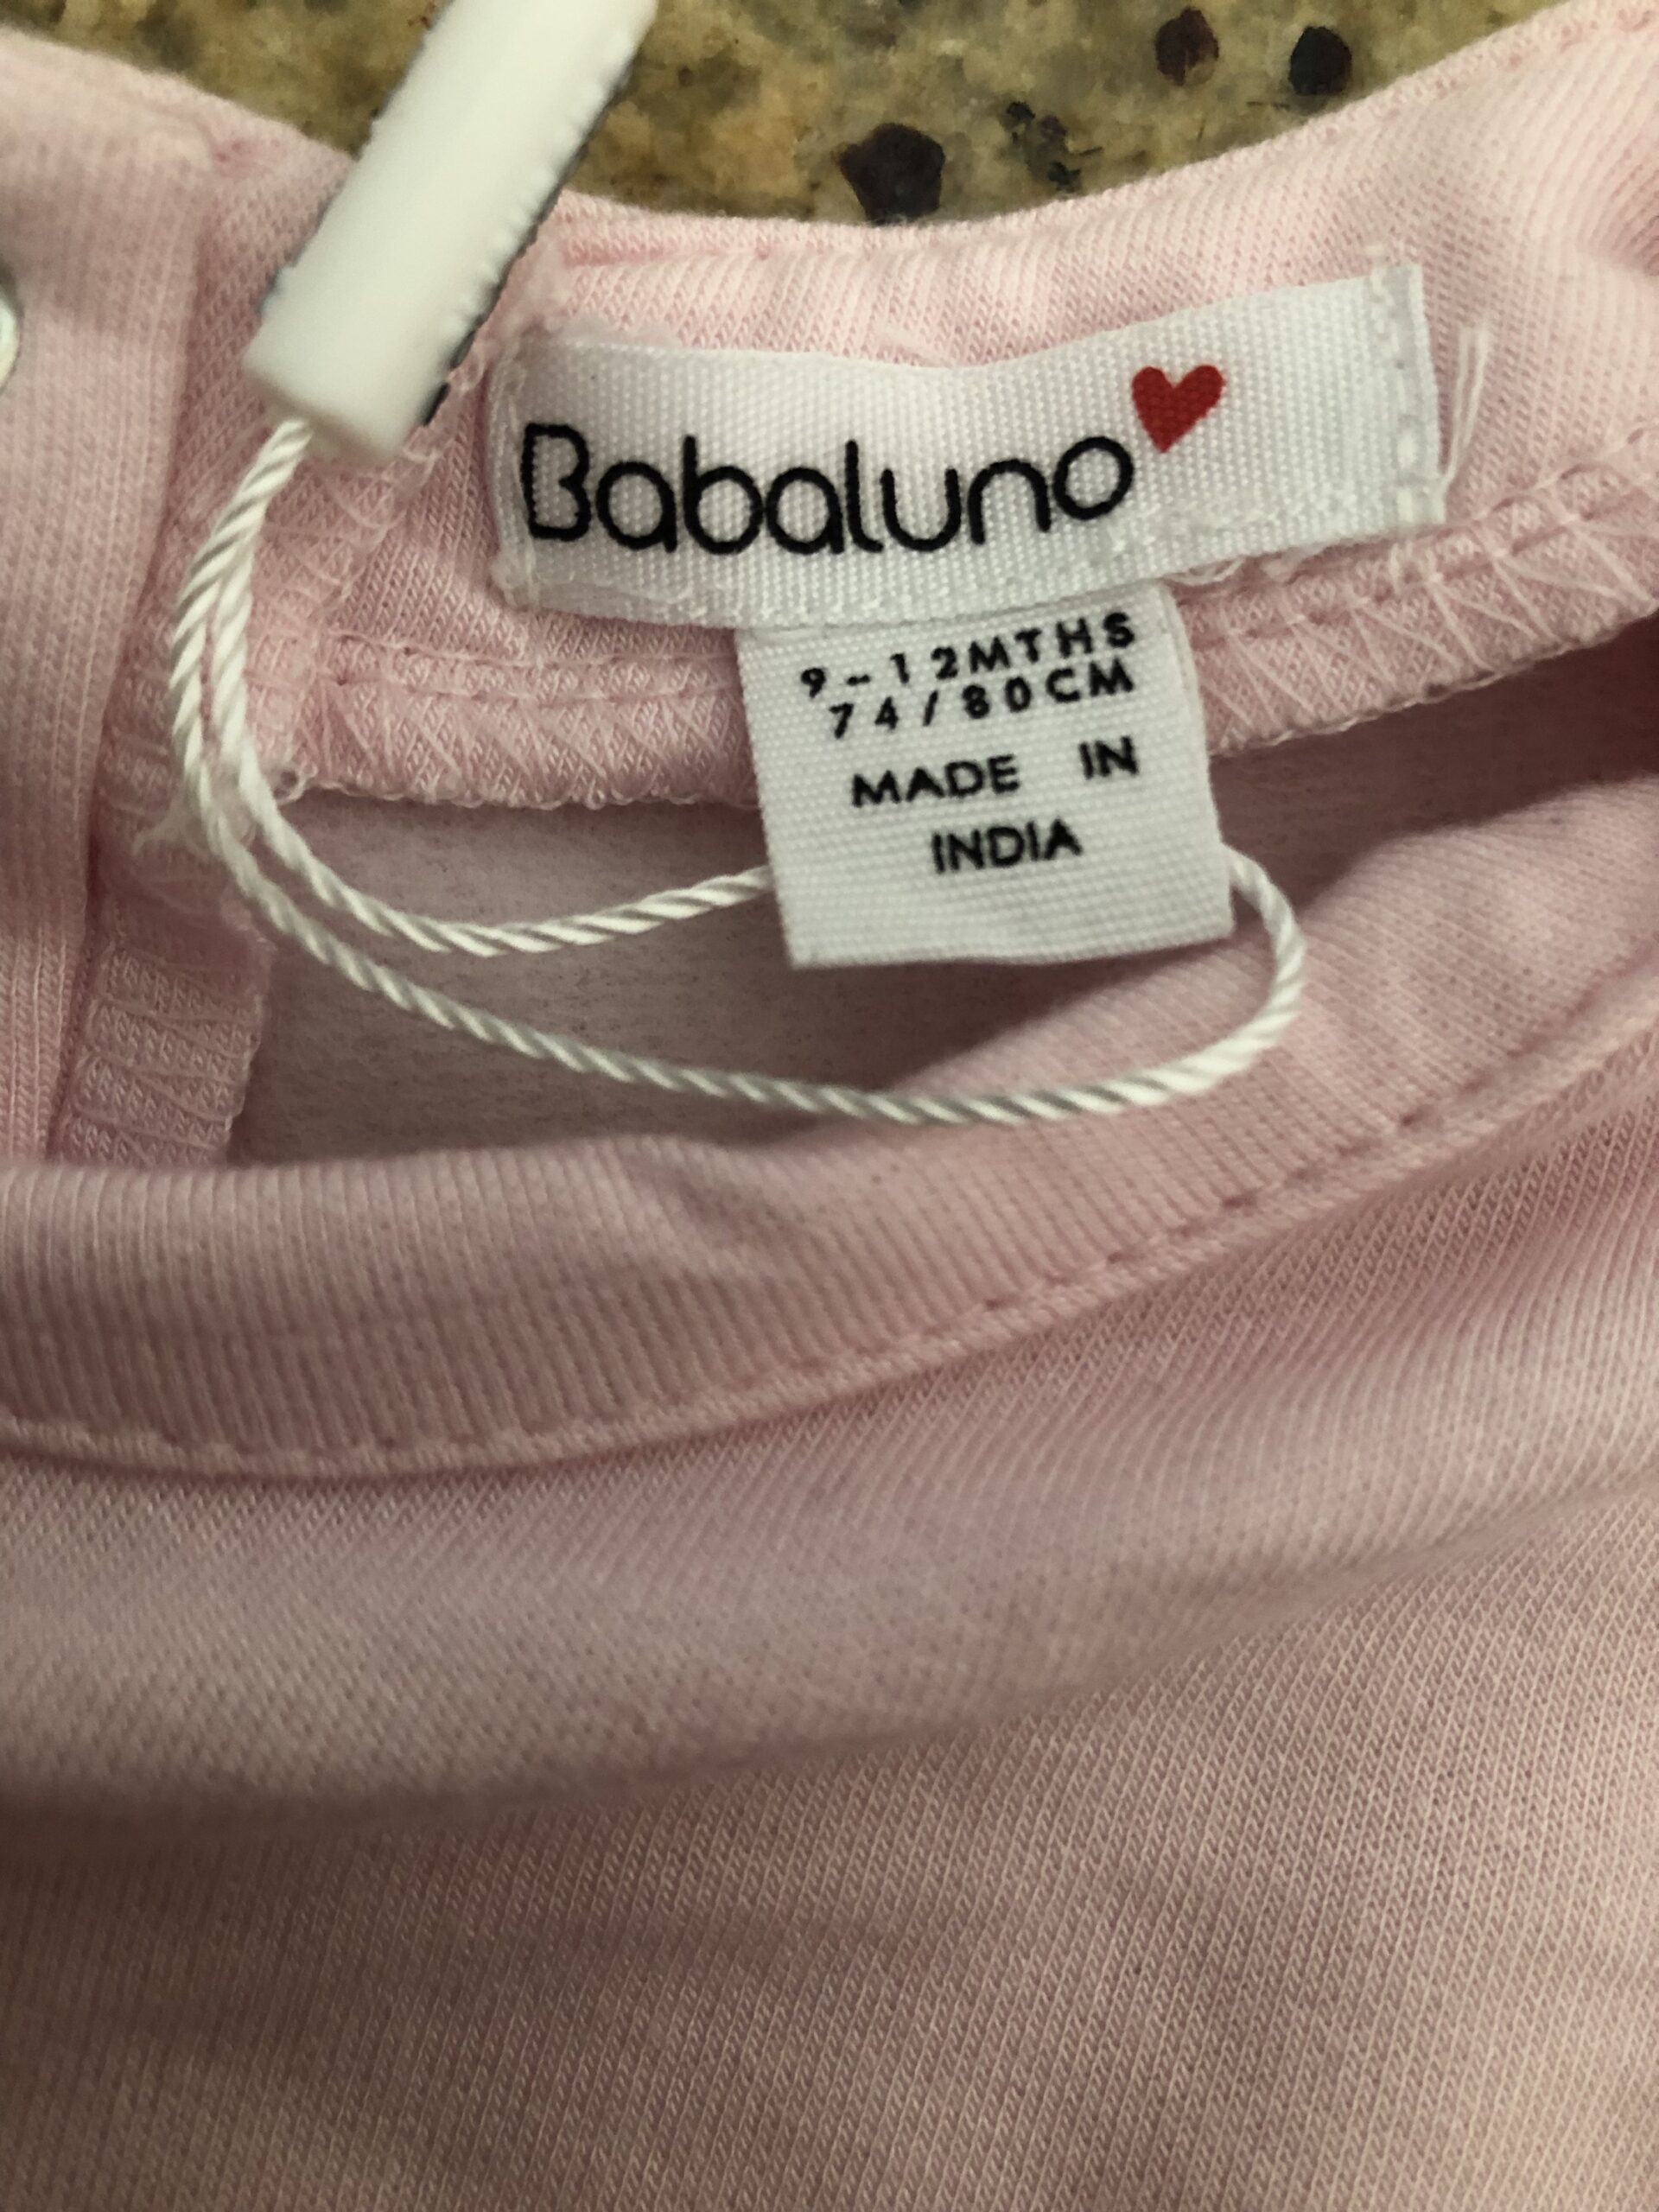 Babaluno
9-12MTHS
74/80CM
MADE IN
INDIA